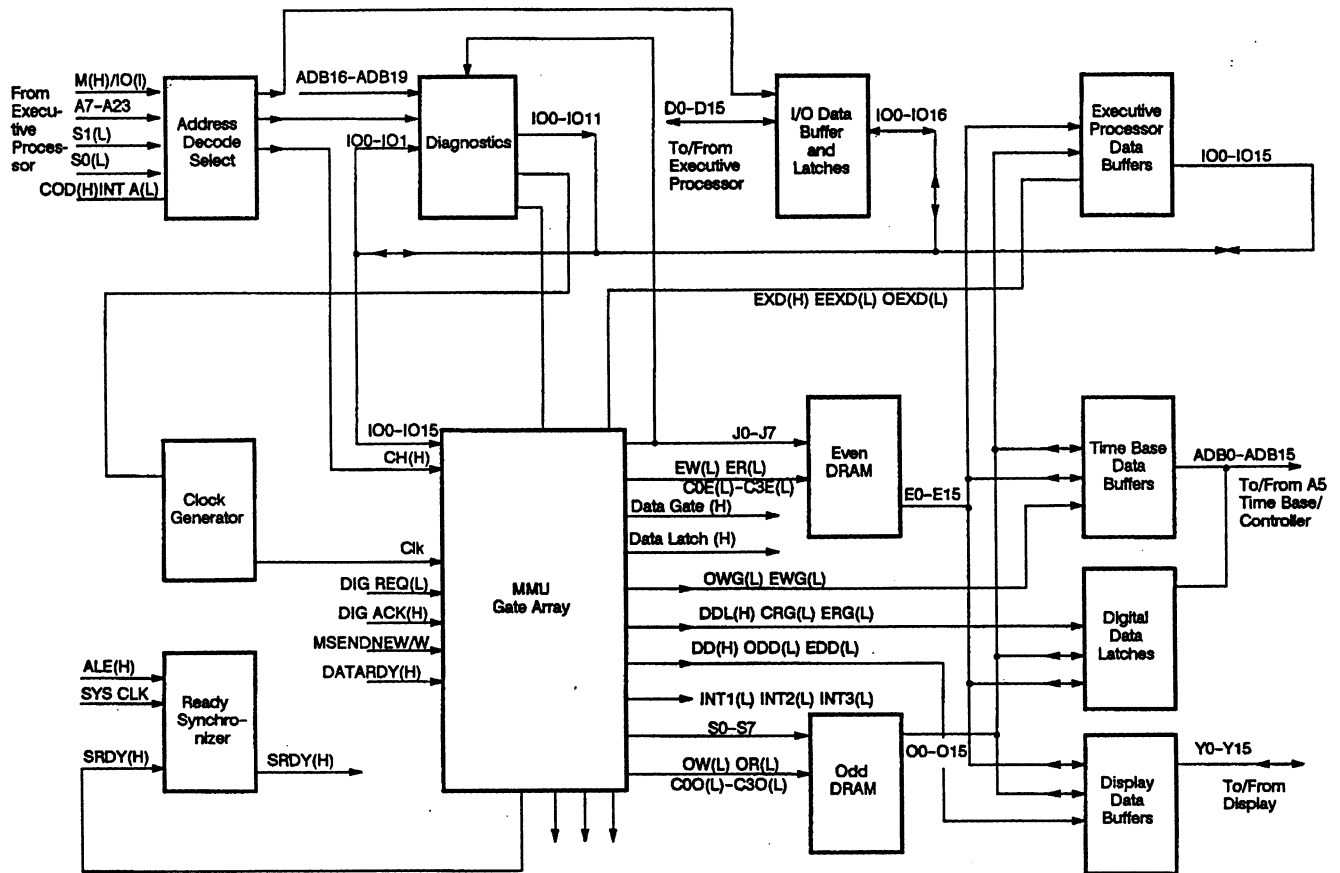 From
Execu-
tive
Proces-
sor
M(H)/IO(l)
A7-A23
S1(L)
S0(L)
COD(H)INT A(L)
Address
Decode
Select
ADB16-ADB19
IO0-IO1
Diagnostics
IO0-IO11
D0-D15
To/From
Executive
Processor
I/O Data
Buffer
and
Latches
IO0-IO16
Executive
Processor
Data
Buffers
IO0-IO15
EXD(H) EEXD(L) OEXD(L)
Clock
Generator
IO0-IO15
CH(H)
Clk
DIG REQ(L)
DIG ACK(H)
MSENDNEW/W
DATARDY(H)
MMU
Gate Array
J0-J7
EW(L) ER(L)
C0E(L)-C3E(L)
Data Gate (H)
Data Latch (H)
OWG(L) EWG(L)
DDL(H) CRG(L) ERG(L)
DD(H) ODD(L) EDD(L)
INT1(L) INT2(L) INT3(L)
S0-S7
OW(L) OR(L)
C0O(L)-C3O(L)
Even
DRAM
E0-E15
Odd
DRAM
O0-O15
Time Base
Data
Buffers
ADB0-ADB15
To/From A5
Time Base/
Controller
Digital
Data
Latches
Display
Data
Buffers
Y0-Y15
To/From
Display
ALE(H)
SYS CLK
SRDY(H)
Ready
Synchro-
nizer
SRDY(H)